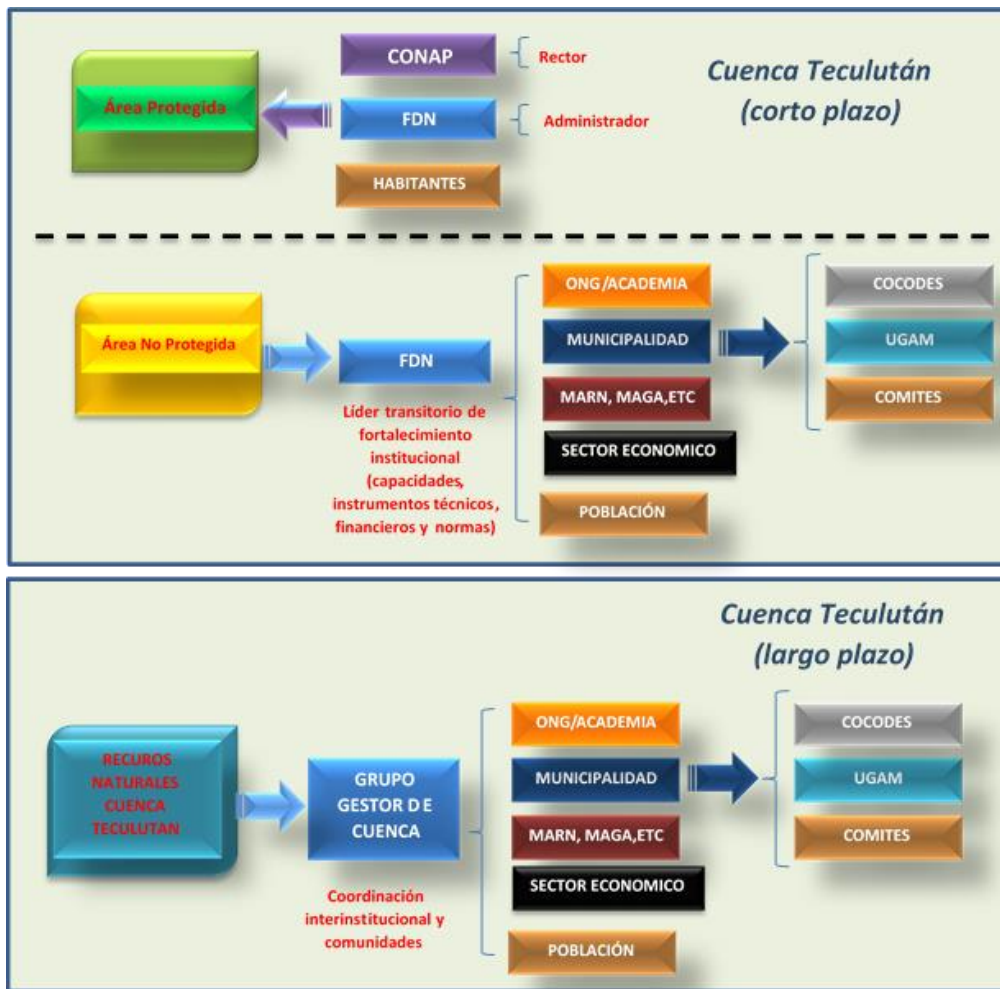 Cuenca Teculután
(corto plazo)
CONAP
Rector
Área Protegida
FDN
Administrador
HABITANTES
Área No Protegida
FDN
Líder transitorio de
fortalecimiento
institucional
(capacidades,
instrumentos técnicos,
financieros y normas)
ONG/ACADEMIA
MUNICIPALIDAD
MARN, MAGA,ETC
SECTOR ECONOMICO
POBLACIÓN
COCODES
UGAM
COMITES
Cuenca Teculután
(largo plazo)
RECUROS
NATURALES
CUENCA
TECULUTAN
GRUPO
GESTOR DE
CUENCA
Coordinación
interinstitucional y
comunidades
ONG/ACADEMIA
MUNICIPALIDAD
MARN, MAGA,ETC
SECTOR ECONOMICO
POBLACIÓN
COCODES
UGAM
COMITES